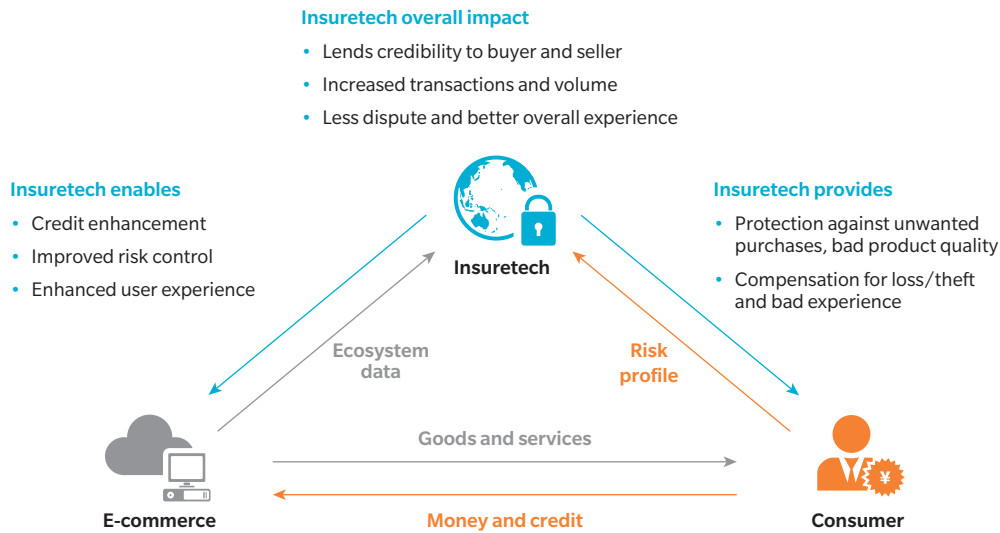 Insuretech overall impact
• Lends credibility to buyer and seller
• Increased transactions and volume
• Less dispute and better overall experience
Insuretech enables
• Credit enhancement
• Improved risk control
• Enhanced user experience
Insuretech provides
• Protection against unwanted
purchases, bad product quality
• Compensation for loss/theft
and bad experience
Insuretech
Ecosystem
data
Risk
profile
Goods and services
¥
E-commerce
Money and credit
Consumer